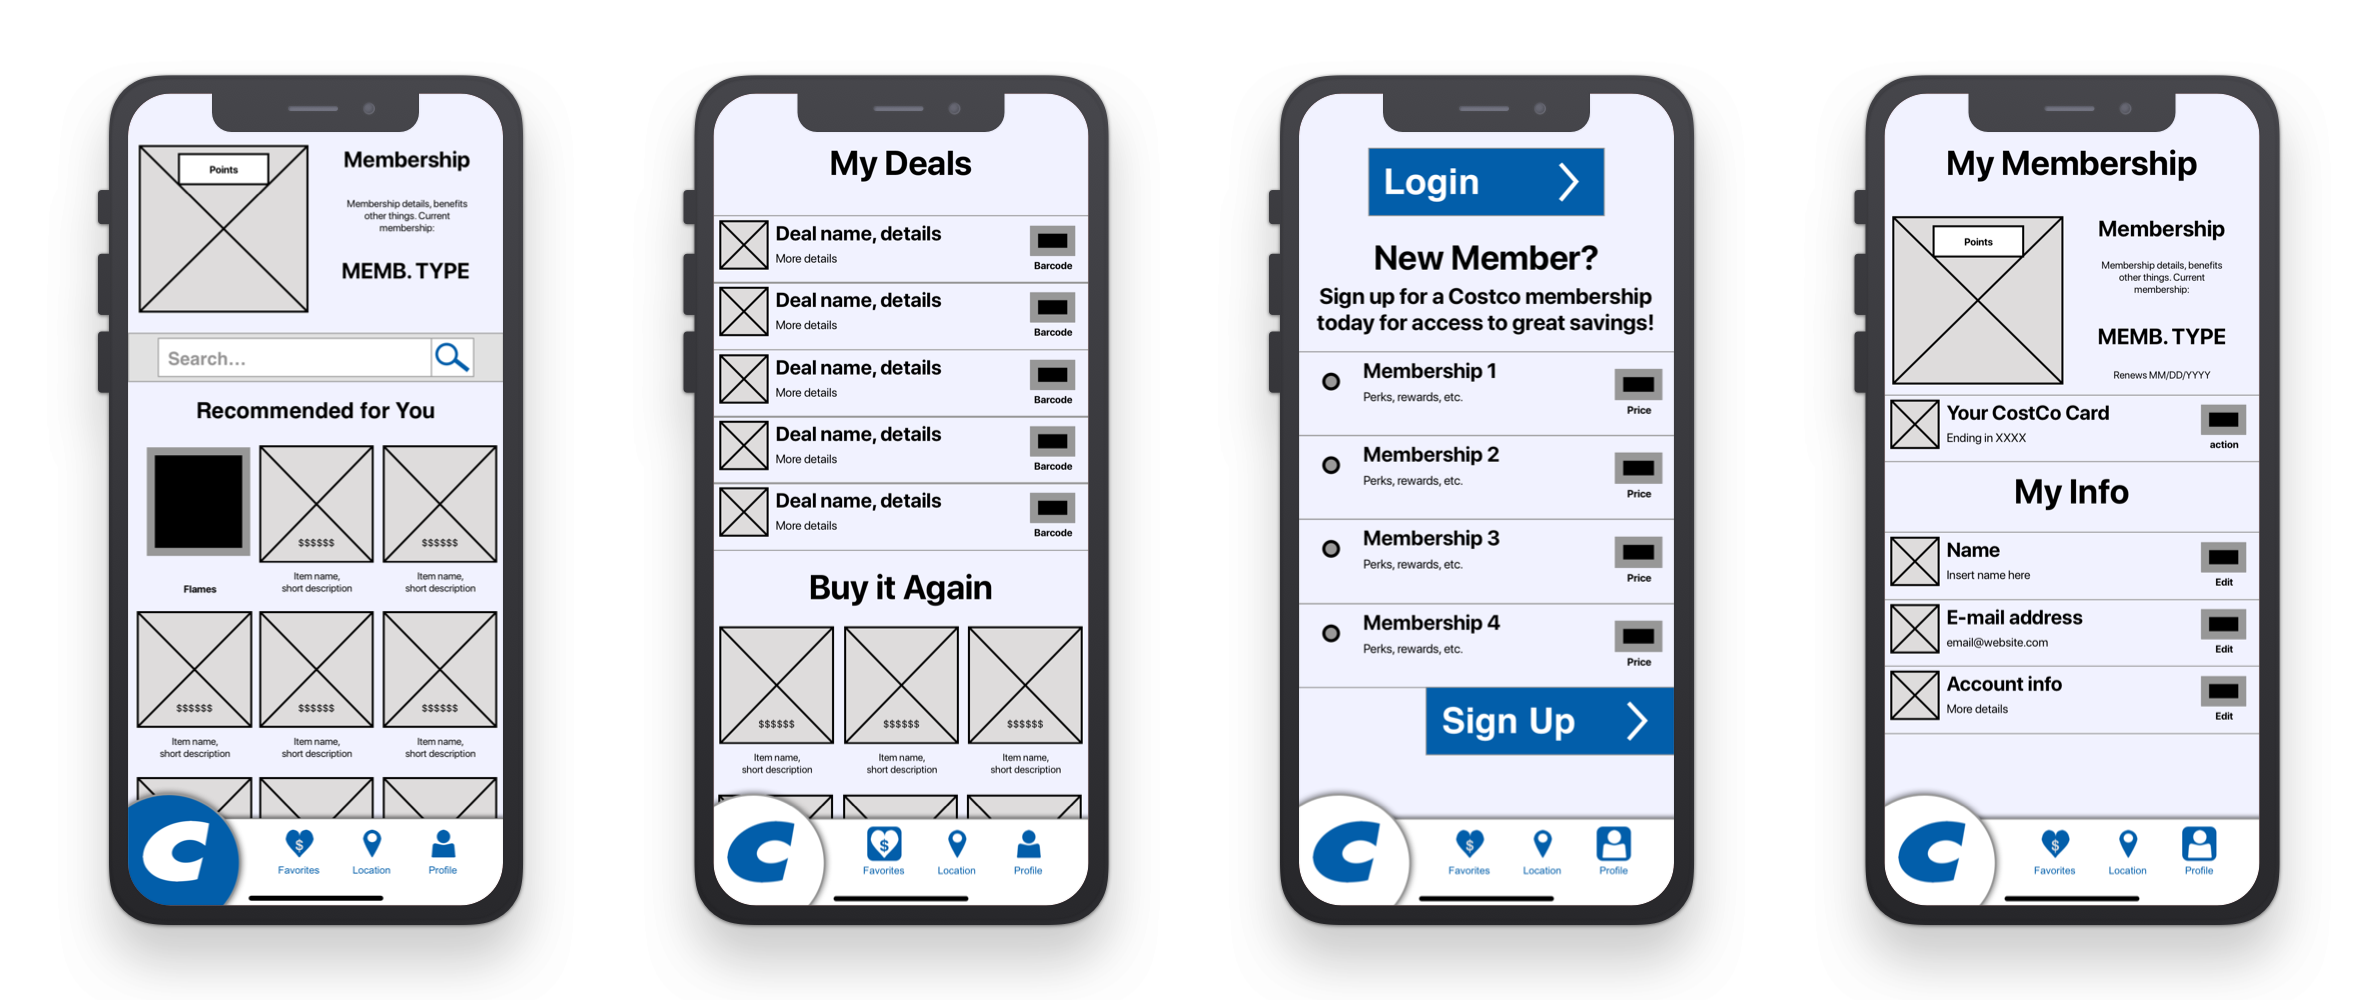 Points
Membership
Membership details, benefits
other things. Current
membership:
MEMB. TYPE
Search...
Recommended for You
$$$$$$
$$$$$$
Flames
Item name,
short description
Item name,
short description
$$$$$$
$$$$$$
$$$$$$
Item name,
short description
Item name,
short description
Item name,
short description
C
$
Favorites
Location
Profile
My Deals
Deal name, details
More details
Barcode
Deal name, details
More details
Barcode
Deal name, details
More details
Barcode
Deal name, details
More details
Barcode
Deal name, details
More details
Barcode
Buy it Again
$$$$$$
$$$$$$
$$$$$$
Item name,
short description
Item name,
short description
Item name,
short description
C
$
Favorites
Location
Profile
Login
New Member?
Sign up for a Costco membership
today for access to great savings!
Membership 1
Perks, rewards, etc.
Price
Membership 2
Perks, rewards, etc.
Price
Membership 3
Perks, rewards, etc.
Price
Membership 4
Perks, rewards, etc.
Price
Sign Up
C
$
Favorites
Location
Profile
My Membership
Points
Membership
Membership details, benefits
other things. Current
membership:
MEMB. TYPE
Renews MM/DD/YYYY
Your CostCo Card
Ending in XXXX
action
My Info
Name
Insert name here
Edit
E-mail address
email@website.com
Edit
Account info
More details
Edit
C
$
Favorites
Location
Profile